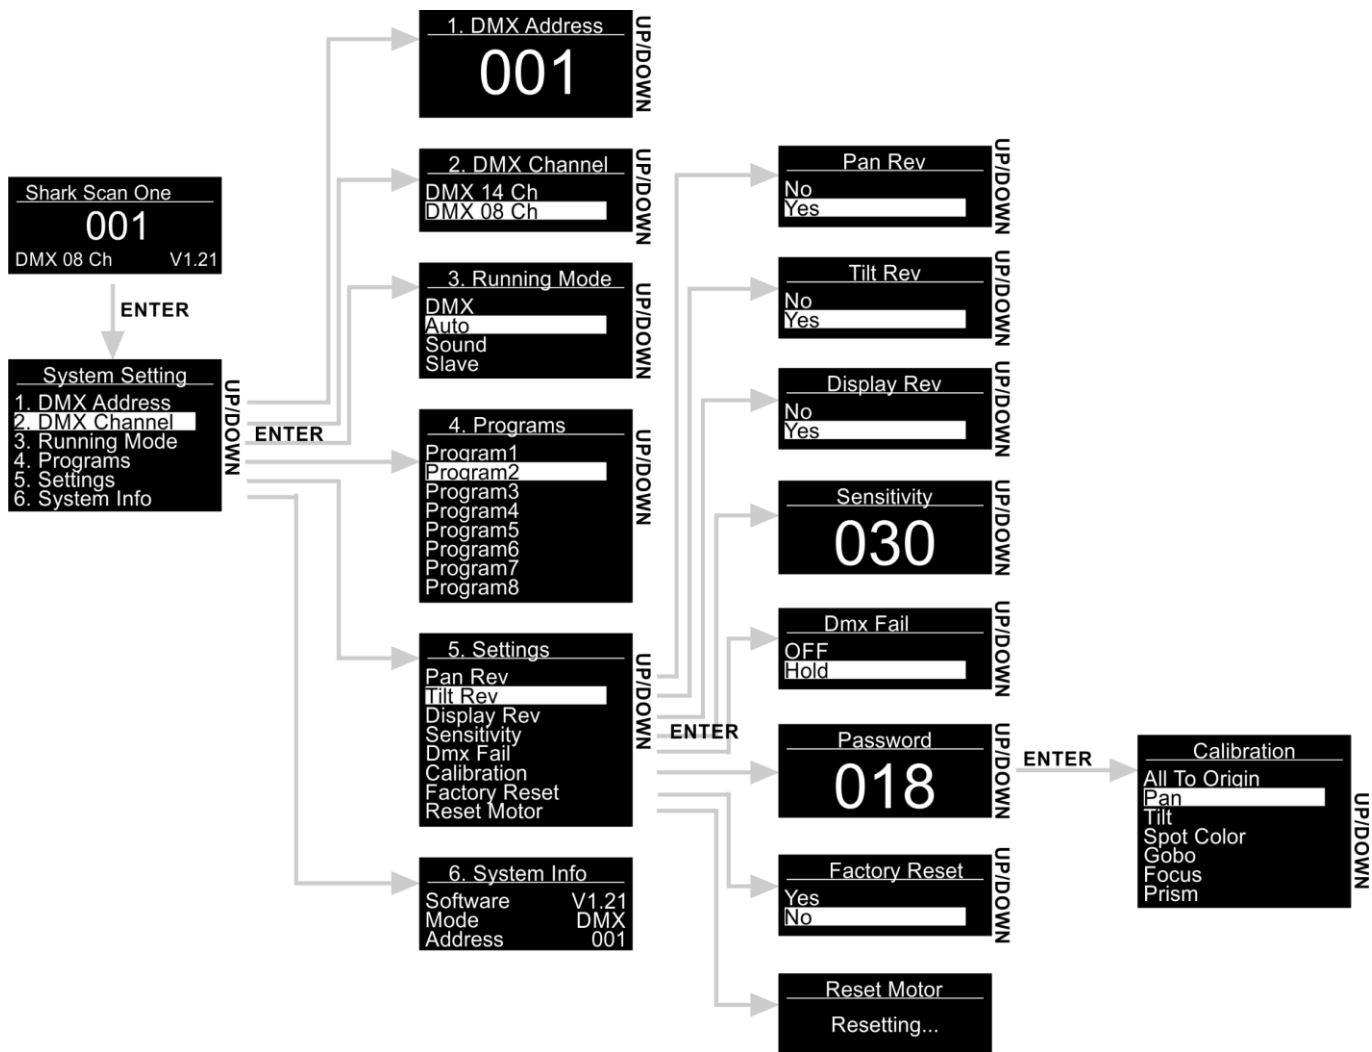 Shark Scan One
001
DMX 08 Ch V1.21
ENTER
System Setting
1. DMX Address
2. DMX Channel
3. Running Mode
4. Programs
5. Settings
6. System Info
UP/DOWN
ENTER
1. DMX Address
001
UP/DOWN
2. DMX Channel
DMX 14 Ch
DMX 08 Ch
UP/DOWN
3. Running Mode
DMX
Auto
Sound
Slave
UP/DOWN
4. Programs
Program1
Program2
Program3
Program4
Program5
Program6
Program7
Program8
UP/DOWN
5. Settings
Pan Rev
Tilt Rev
Display Rev
Sensitivity
Dmx Fail
Calibration
Factory Reset
Reset Motor
UP/DOWN
ENTER
6. System Info
Software V1.21
Mode DMX
Address 001
Pan Rev
No
Yes
UP/DOWN
Tilt Rev
No
Yes
UP/DOWN
Display Rev
No
Yes
UP/DOWN
Sensitivity
030
UP/DOWN
Dmx Fail
OFF
Hold
UP/DOWN
Password
018
UP/DOWN
ENTER
Factory Reset
Yes
No
UP/DOWN
Reset Motor
Resetting...
Calibration
All To Origin
Pan
Tilt
Spot Color
Gobo
Focus
Prism
UP/DOWN